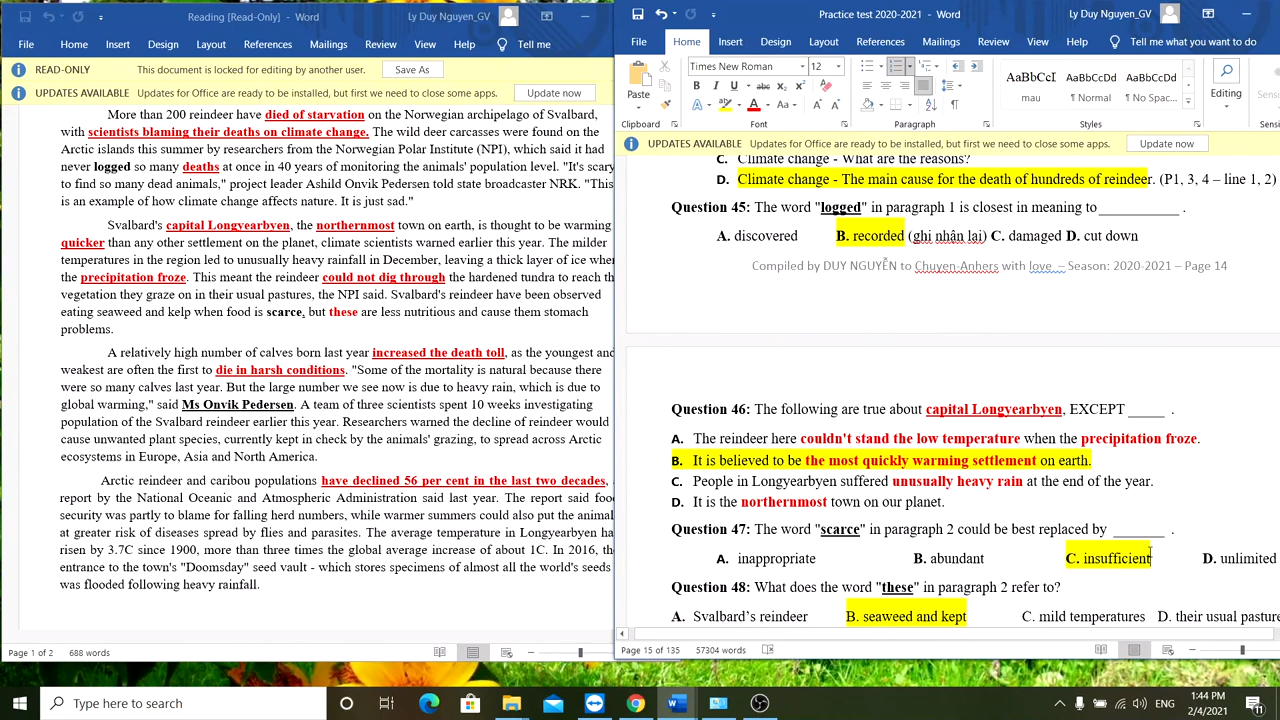 Reading [Read-Only] - Word
Ly Duy Nguyen_GV
File Home Insert Design Layout References Mailings Review View Help Tell me
READ-ONLY This document is locked for editing by another user. Save As
UPDATES AVAILABLE Updates for Office are ready to be installed, but first we need to close some apps. Update now
More than 200 reindeer have died of starvation on the Norwegian archipelago of Svalbard,
with scientists blaming their deaths on climate change. The wild deer carcasses were found on the
Arctic islands this summer by researchers from the Norwegian Polar Institute (NPI), which said it had
never logged so many deaths at once in 40 years of monitoring the animals' population level. "It's scary
to find so many dead animals," project leader Ashild Onvik Pedersen told state broadcaster NRK. "This
is an example of how climate change affects nature. It is just sad."
Svalbard's capital Longyearbyen, the northernmost town on earth, is thought to be warming
quicker than any other settlement on the planet, climate scientists warned earlier this year. The milder
temperatures in the region led to unusually heavy rainfall in December, leaving a thick layer of ice when
the precipitation froze. This meant the reindeer could not dig through the hardened tundra to reach th
vegetation they graze on in their usual pastures, the NPI said. Svalbard's reindeer have been observed
eating seaweed and kelp when food is scarce, but these are less nutritious and cause them stomach
problems.
A relatively high number of calves born last year increased the death toll, as the youngest and
weakest are often the first to die in harsh conditions. "Some of the mortality is natural because there
were so many calves last year. But the large number we see now is due to heavy rain, which is due to
global warming," said Ms Onvik Pedersen. A team of three scientists spent 10 weeks investigating
population of the Svalbard reindeer earlier this year. Researchers warned the decline of reindeer would
cause unwanted plant species, currently kept in check by the animals' grazing, to spread across Arctic
ecosystems in Europe, Asia and North America.
Arctic reindeer and caribou populations have declined 56 per cent in the last two decades, a
report by the National Oceanic and Atmospheric Administration said last year. The report said food
security was partly to blame for falling herd numbers, while warmer summers could also put the animal
at greater risk of diseases spread by flies and parasites. The average temperature in Longyearbyen ha
risen by 3.7C since 1900, more than three times the global average increase of about 1C. In 2016, the
entrance to the town's "Doomsday" seed vault - which stores specimens of almost all the world's seeds
was flooded following heavy rainfall.
Page 1 of 2 688 words
Practice test 2020-2021 - Word
Ly Duy Nguyen_GV
File Home Insert Design Layout References Mailings Review View Help Tell me what you want to do
Paste
Times New Roman 12
B I U abc x₂ x²
A A Aa A A
AaBbCcI AaBbCcDd AaBbCcDd
mau ¶ Normal ¶ No Spac...
Editing
Clipboard Font Paragraph Styles Sensi
UPDATES AVAILABLE Updates for Office are ready to be installed, but first we need to close some apps. Update now
C. Climate change - What are the reasons?
D. Climate change - The main cause for the death of hundreds of reindeer. (P1, 3, 4 – line 1, 2)
Question 45: The word "logged" in paragraph 1 is closest in meaning to__________ .
A. discovered B. recorded (ghi nhận lại) C. damaged D. cut down
Compiled by DUY NGUYỄN to Chuyen-Anhers with love – Season: 2020-2021 – Page 14
Question 46: The following are true about capital Longyearbyen, EXCEPT _____ .
A. The reindeer here couldn't stand the low temperature when the precipitation froze.
B. It is believed to be the most quickly warming settlement on earth.
C. People in Longyearbyen suffered unusually heavy rain at the end of the year.
D. It is the northernmost town on our planet.
Question 47: The word "scarce" in paragraph 2 could be best replaced by _______ .
A. inappropriate B. abundant C. insufficient D. unlimited
Question 48: What does the word "these" in paragraph 2 refer to?
A. Svalbard's reindeer B. seaweed and kept C. mild temperatures D. their usual pasture
Page 15 of 135 57304 words
Type here to search
ENG
1:44 PM
2/4/2021
11